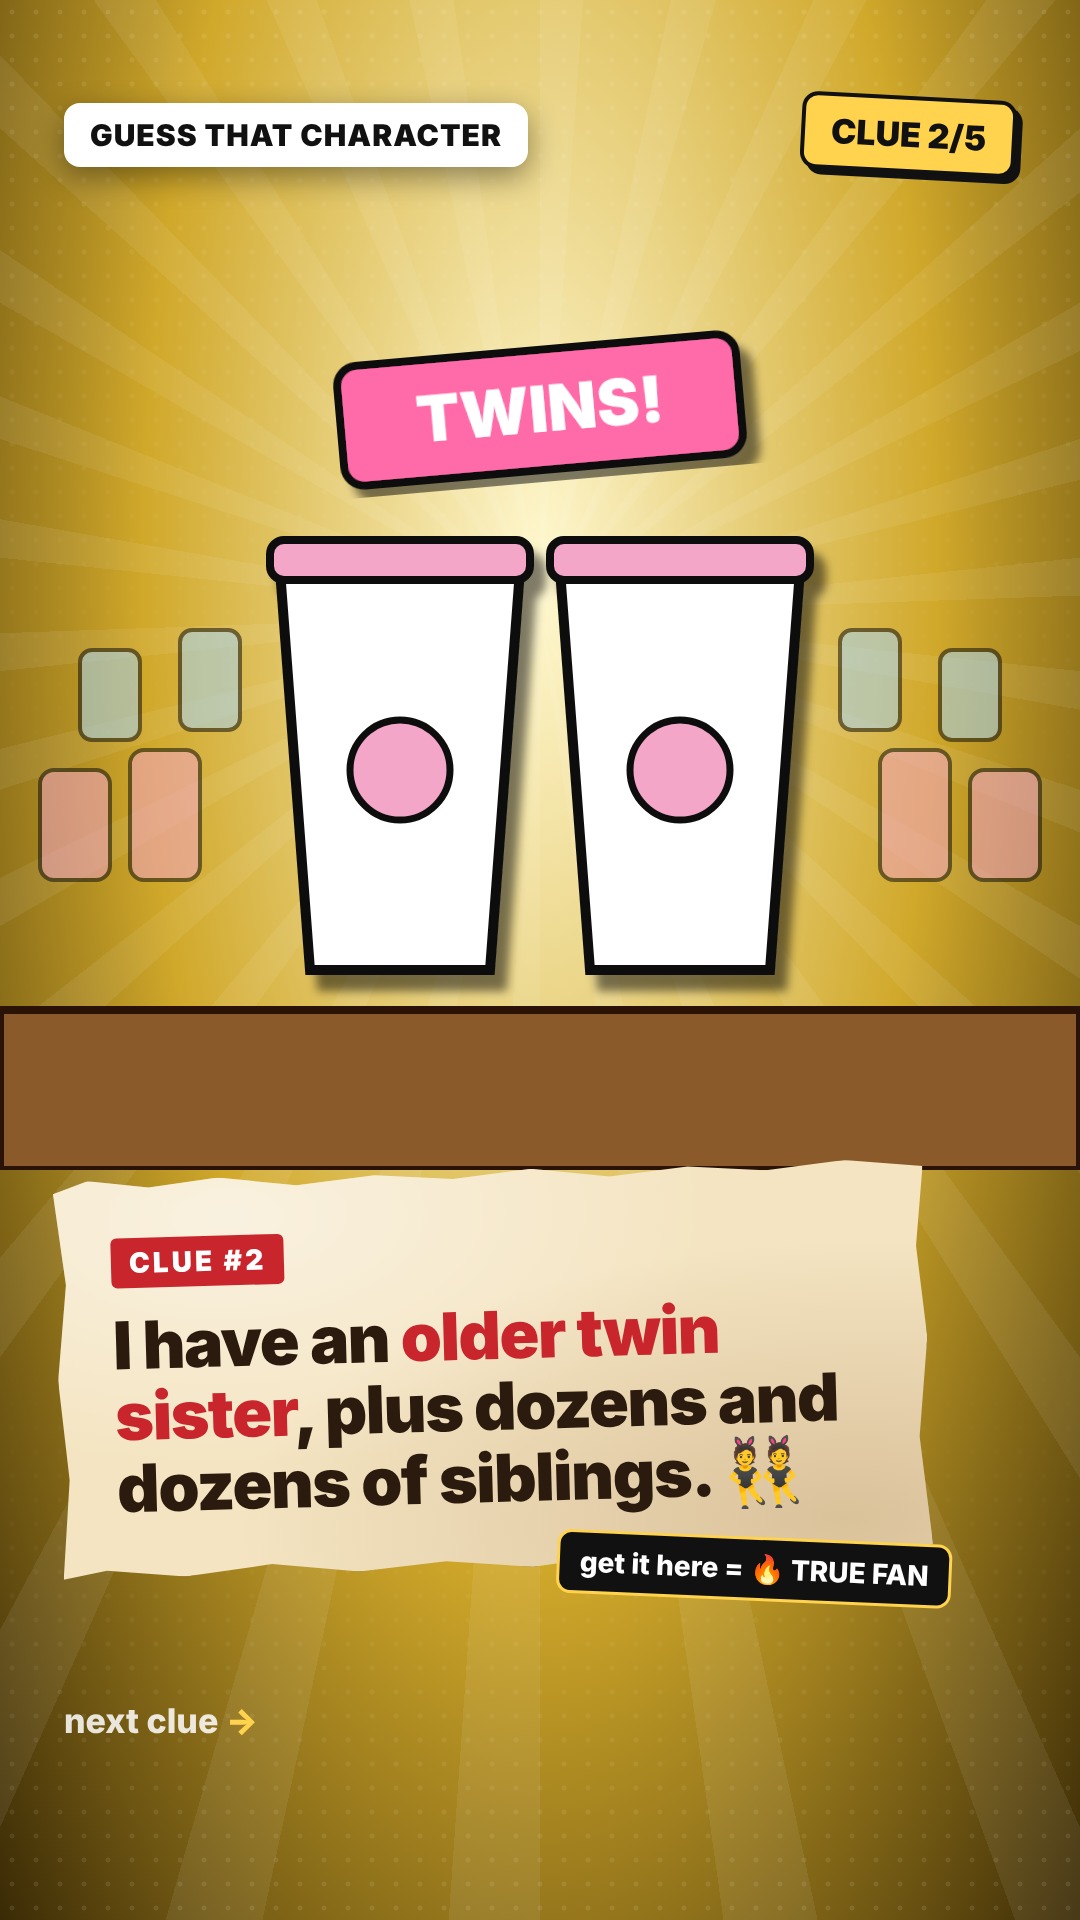 GUESS THAT CHARACTER
CLUE 2/5
TWINS!
CLUE #2
I have an older twin
sister, plus dozens and
dozens of siblings. 👯
get it here = 🔥 TRUE FAN
next clue →